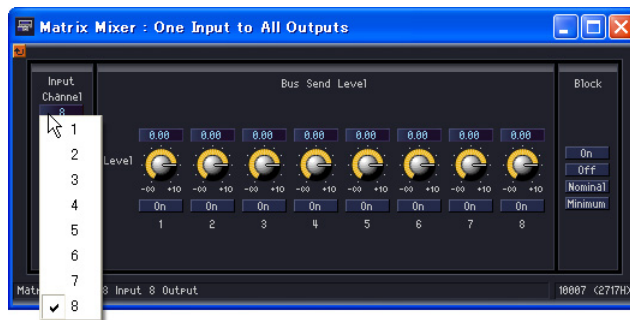 Matrix Mixer : One Input to All Outputs
Input Channel
Bus Send Level
Block
8
0.00 0.00 0.00 0.00 0.00 0.00 0.00 0.00
Level
-∞ +10 -∞ +10 -∞ +10 -∞ +10 -∞ +10 -∞ +10 -∞ +10 -∞ +10
On On On On On On On On
1 2 3 4 5 6 7 8
On
Off
Nominal
Minimum
1
2
3
4
5
6
7
8
8 Input 8 Output
10007 (2717H)